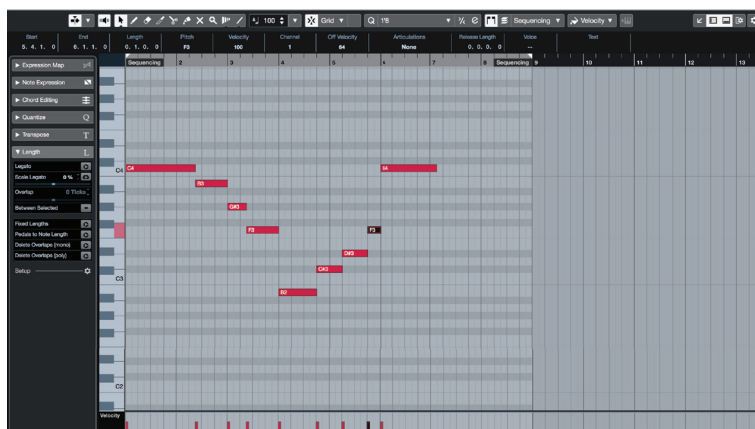 100 Grid Q 1'8 Sequencing Velocity
Start End Length Pitch Velocity Channel Off Velocity Articulations Release Length Voice Text
5. 4. 1. 0 6. 1. 1. 0 0. 1. 0. 0 F3 100 1 64 None 0. 0. 0. 0 --
Sequencing 2 3 4 5 6 7 8 Sequencing 9 10 11 12 13
Expression Map
Note Expression
Chord Editing
Quantize Q
Transpose T
Length L
Legato
Scale Legato 0 %
Overlap 0 Ticks
Between Selected
Fixed Lengths
Pedals to Note Length
Delete Overlaps (mono)
Delete Overlaps (poly)
Setup
C4
C3
C2
C4
B3
G#3
F3
B2
C#3
D#3
F3
Velocity